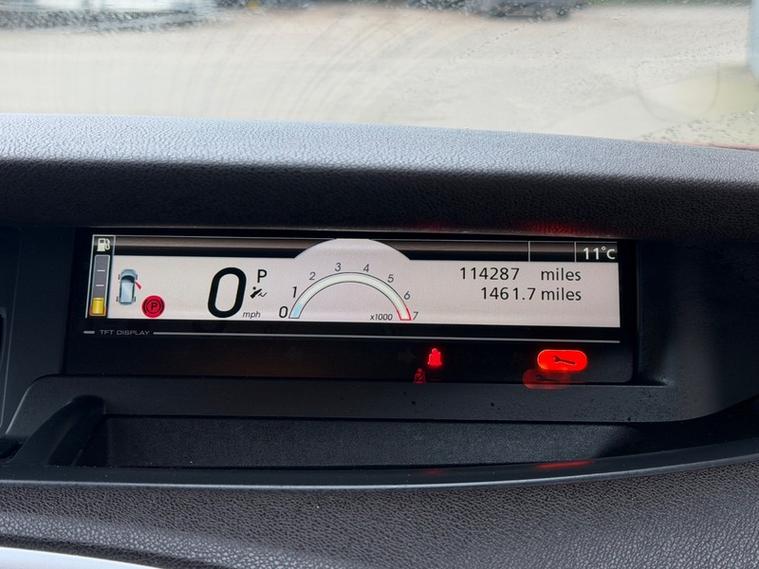 11°C
P
114287 miles
0
mph
1461.7 miles
(P)
0 1 2 3 4 5 6 7
x1000
TFT DISPLAY